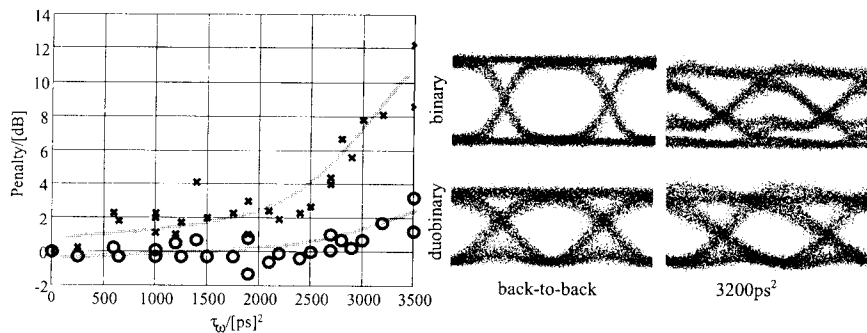 14
12
10
8
6
4
2
0
-2
Penalty/[dB]
0 500 1000 1500 2000 2500 3000 3500
τω/[ps]²
binary
duobinary
back-to-back 3200ps²